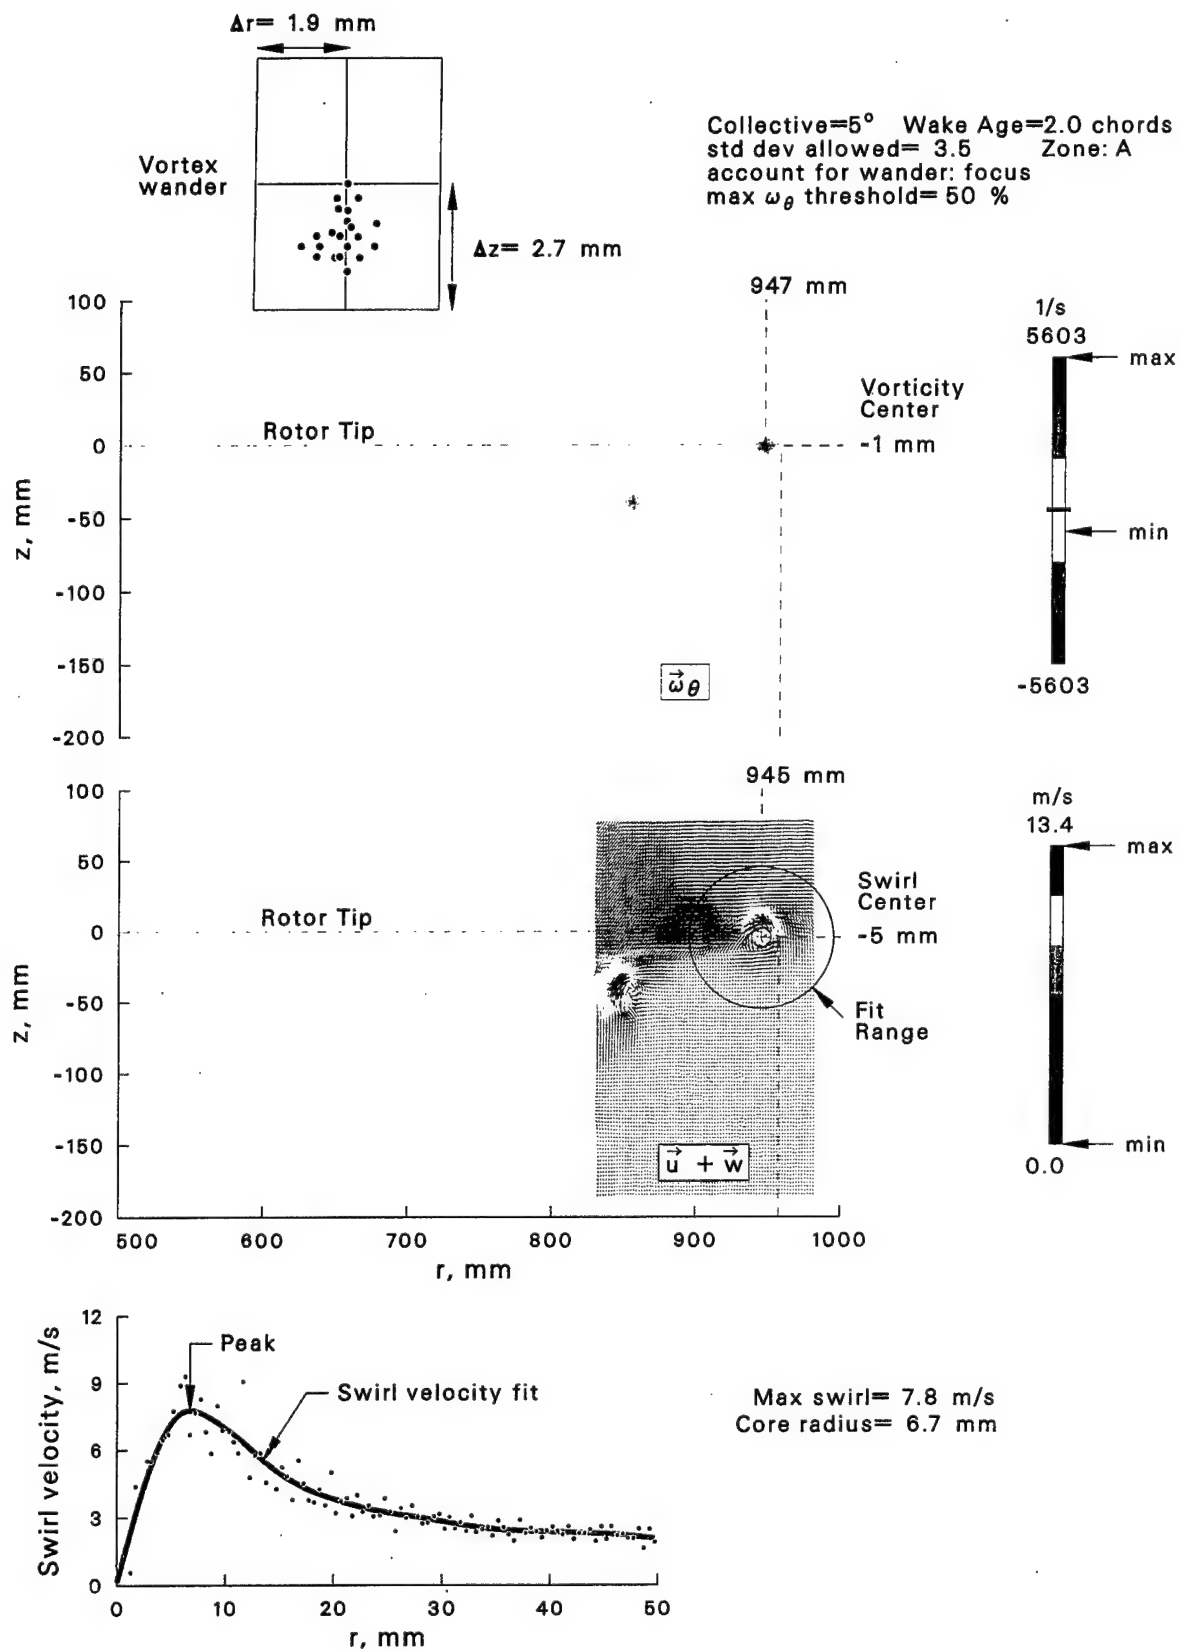 Δr= 1.9 mm
Vortex
wander
Δz= 2.7 mm
Collective=5° Wake Age=2.0 chords
std dev allowed= 3.5 Zone: A
account for wander: focus
max ωθ threshold= 50 %
947 mm
100
50
0
-50
-100
-150
-200
z, mm
Rotor Tip
Vorticity
Center
-1 mm
ωθ
1/s
5603
max
min
-5603
945 mm
100
50
0
-50
-100
-150
-200
z, mm
Rotor Tip
Swirl
Center
-5 mm
Fit
Range
u + w
m/s
13.4
max
min
0.0
500 600 700 800 900 1000
r, mm
12
9
6
3
0
Swirl velocity, m/s
Peak
Swirl velocity fit
Max swirl= 7.8 m/s
Core radius= 6.7 mm
0 10 20 30 40 50
r, mm